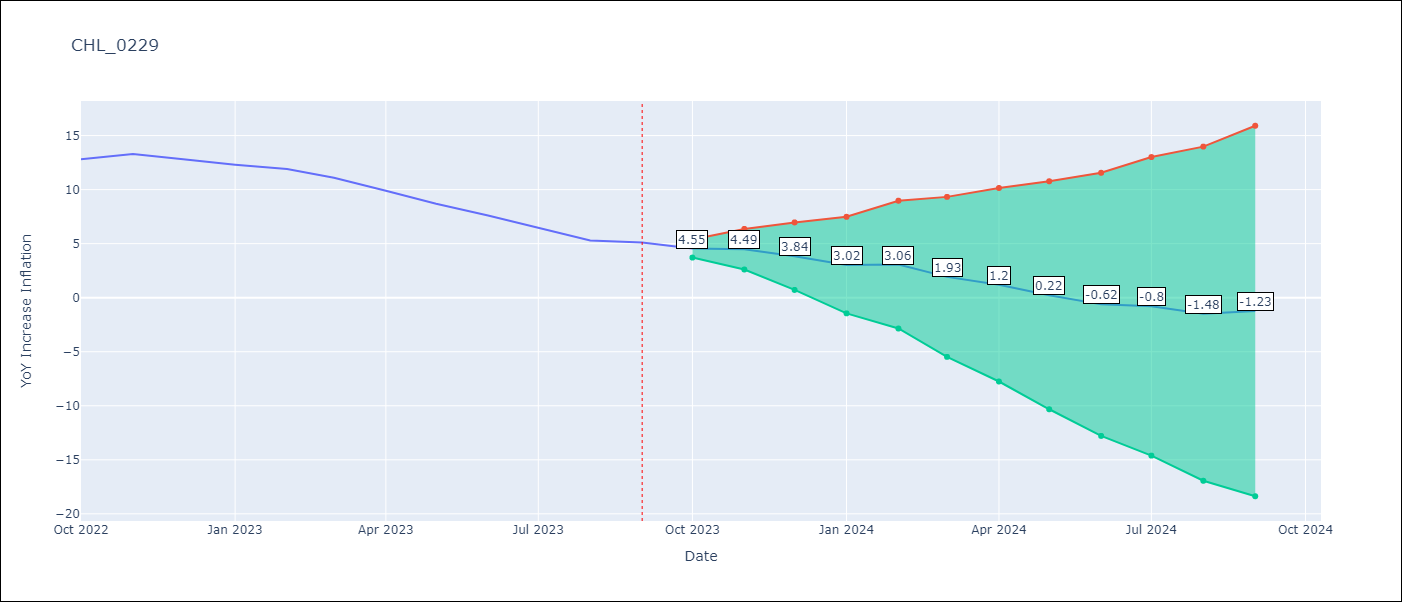 CHL_0229
YoY Increase Inflation
15
10
5
0
−5
−10
−15
−20
4.55
4.49
3.84
3.02
3.06
1.93
1.2
0.22
-0.62
-0.8
-1.48
-1.23
Oct 2022
Jan 2023
Apr 2023
Jul 2023
Oct 2023
Jan 2024
Apr 2024
Jul 2024
Oct 2024
Date